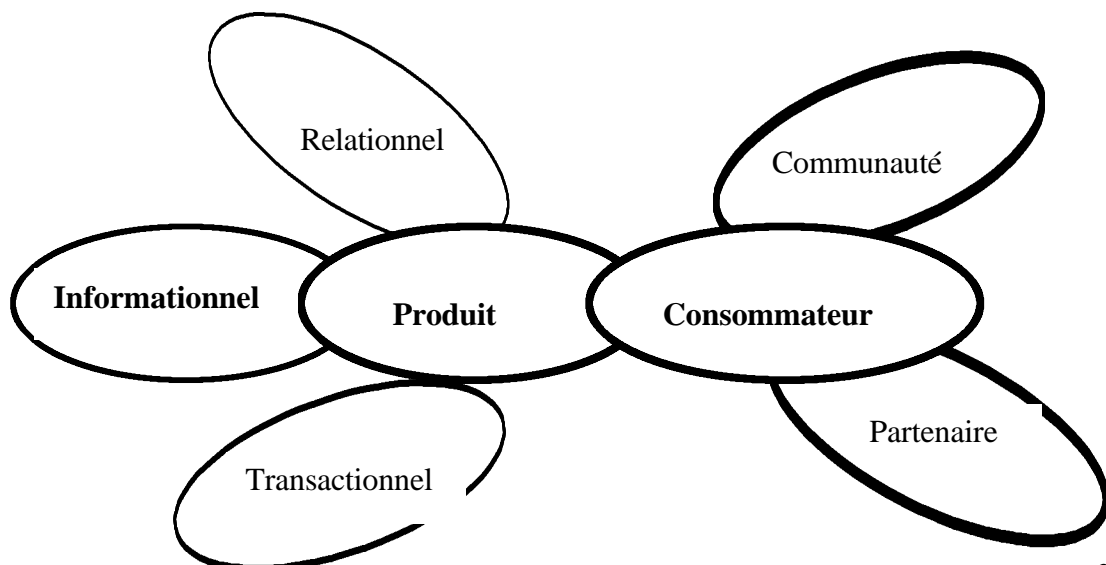 Relationnel
Communauté
Informationnel
Produit
Consommateur
Transactionnel
Partenaire